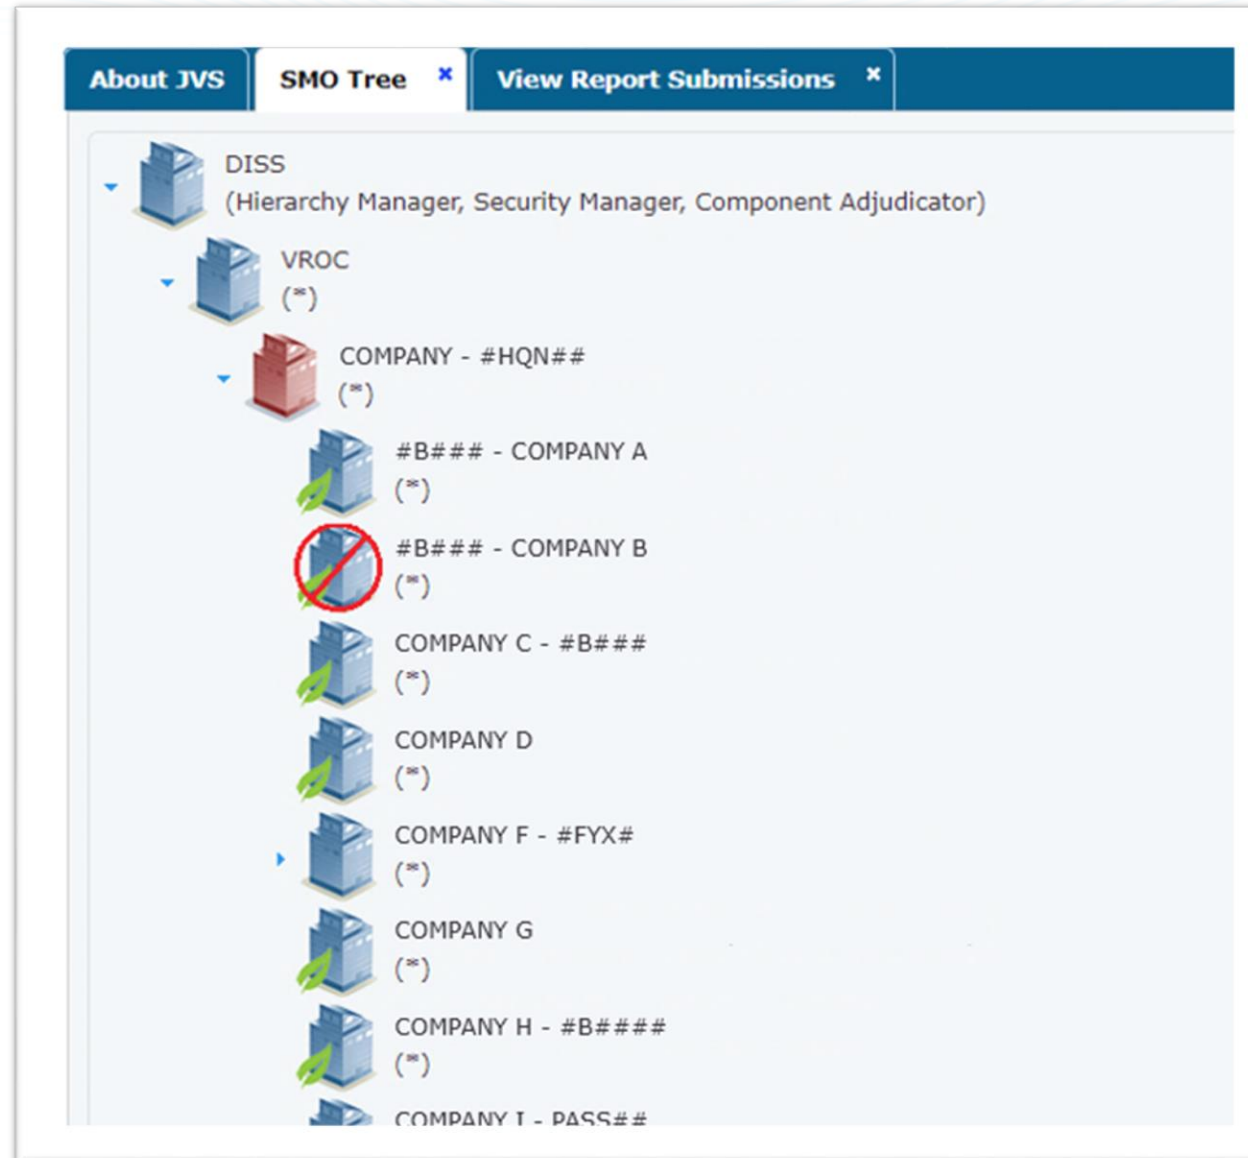 About JVS SMO Tree × View Report Submissions ×
DISS
(Hierarchy Manager, Security Manager, Component Adjudicator)
VROC
(*)
COMPANY - #HQN##
(*)
#B### - COMPANY A
(*)
#B### - COMPANY B
(*)
COMPANY C - #B###
(*)
COMPANY D
(*)
COMPANY F - #FYX#
(*)
COMPANY G
(*)
COMPANY H - #B####
(*)
COMPANY I - PASS##